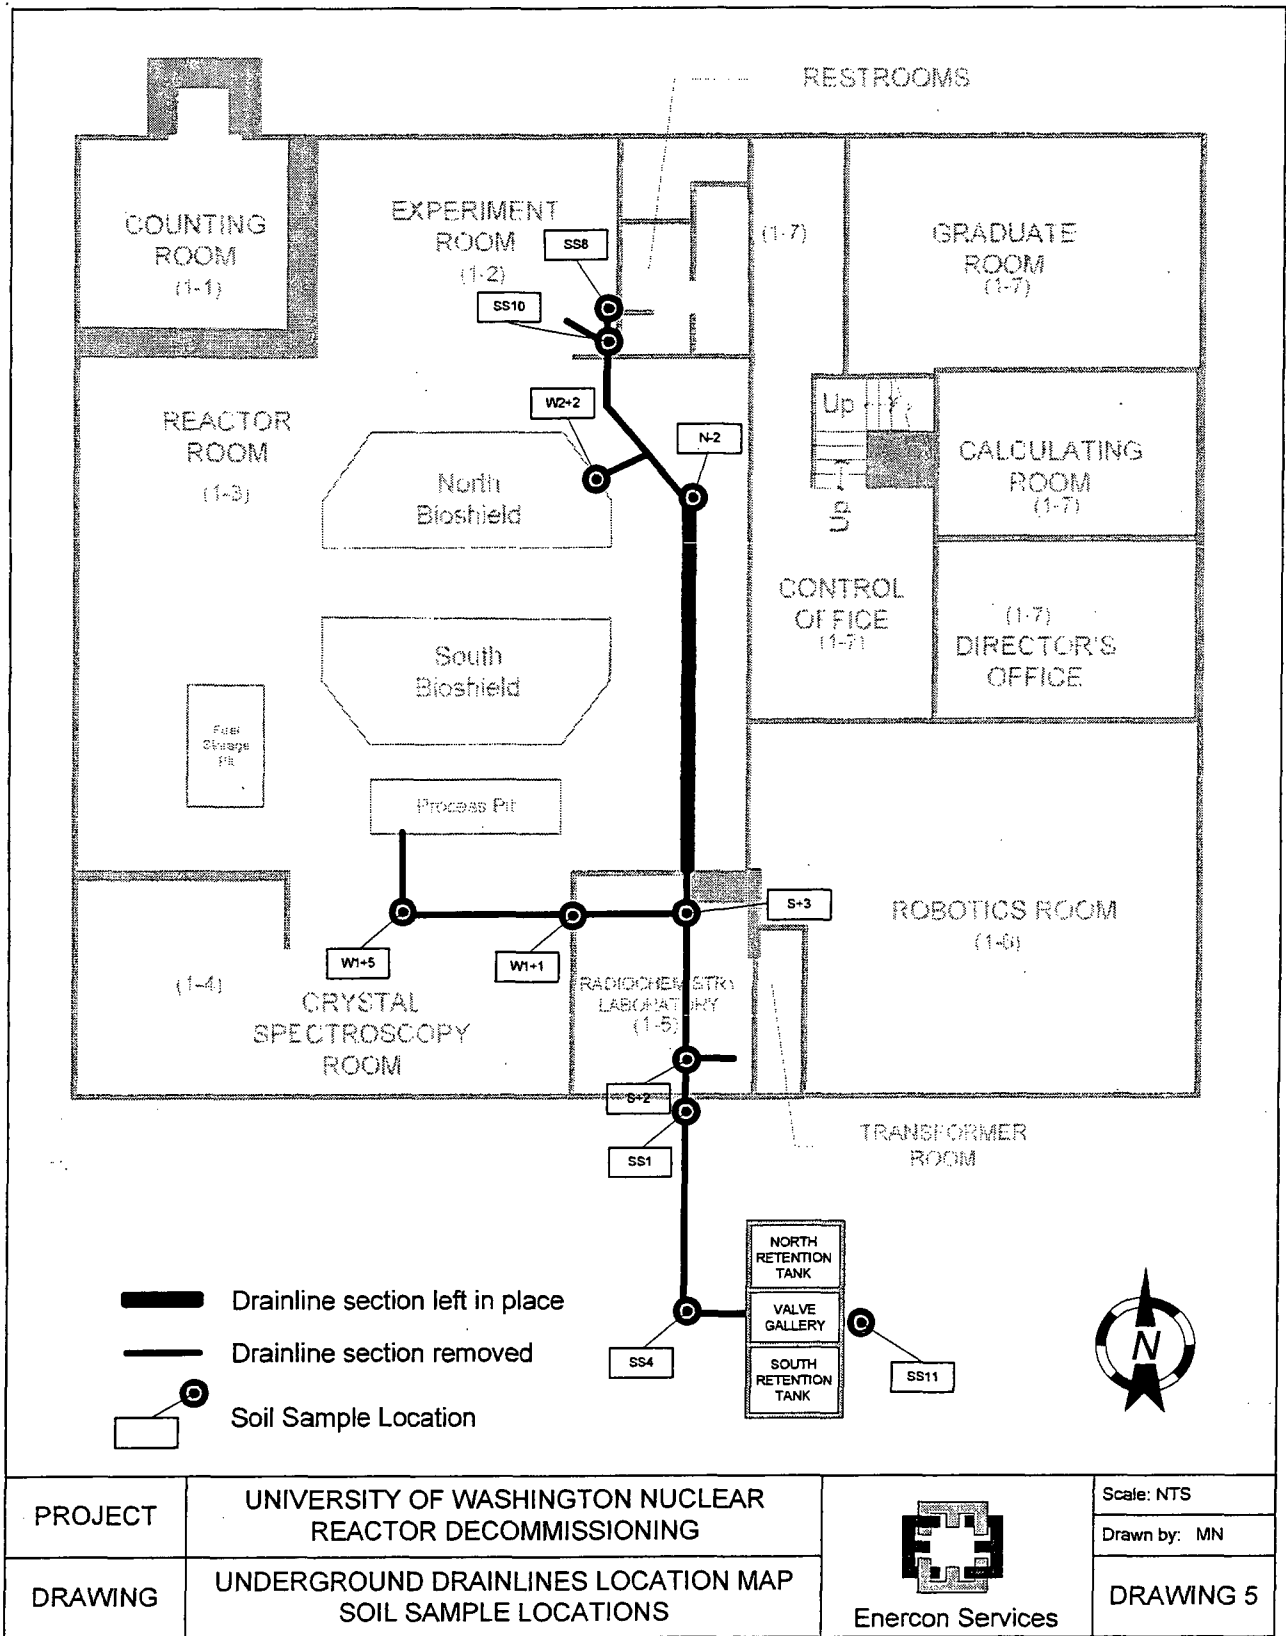 RESTROOMS
COUNTING
ROOM
(1-1)
EXPERIMENT
ROOM
(1-2)
SS8
SS10
(1-7)
GRADUATE
ROOM
(1-7)
REACTOR
ROOM
(1-3)
W2+2
N-2
Up
Up
CALCULATING
ROOM
(1-7)
North
Bioshield
CONTROL
OFFICE
(1-7)
(1-7)
DIRECTOR'S
OFFICE
South
Bioshield
Fuel
Storage
Pit
Process Pit
S+3
ROBOTICS ROOM
(1-6)
W1+5
W1+1
(1-4)
CRYSTAL
SPECTROSCOPY
ROOM
RADIOCHEMISTRY
LABORATORY
(1-5)
S+2
SS1
TRANSFORMER
ROOM
NORTH
RETENTION
TANK
VALVE
GALLERY
SOUTH
RETENTION
TANK
SS4
SS11
Drainline section left in place
Drainline section removed
Soil Sample Location
N
PROJECT
UNIVERSITY OF WASHINGTON NUCLEAR
REACTOR DECOMMISSIONING
DRAWING
UNDERGROUND DRAINLINES LOCATION MAP
SOIL SAMPLE LOCATIONS
Enercon Services
Scale: NTS
Drawn by: MN
DRAWING 5